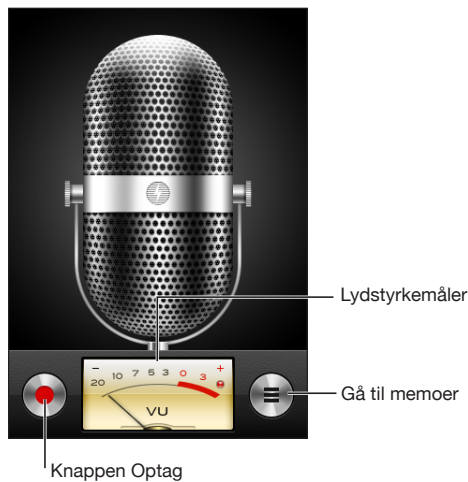 Lydstyrkemåler
− +
20 10 7 5 3 0 3
VU
Gå til memoer
Knappen Optag